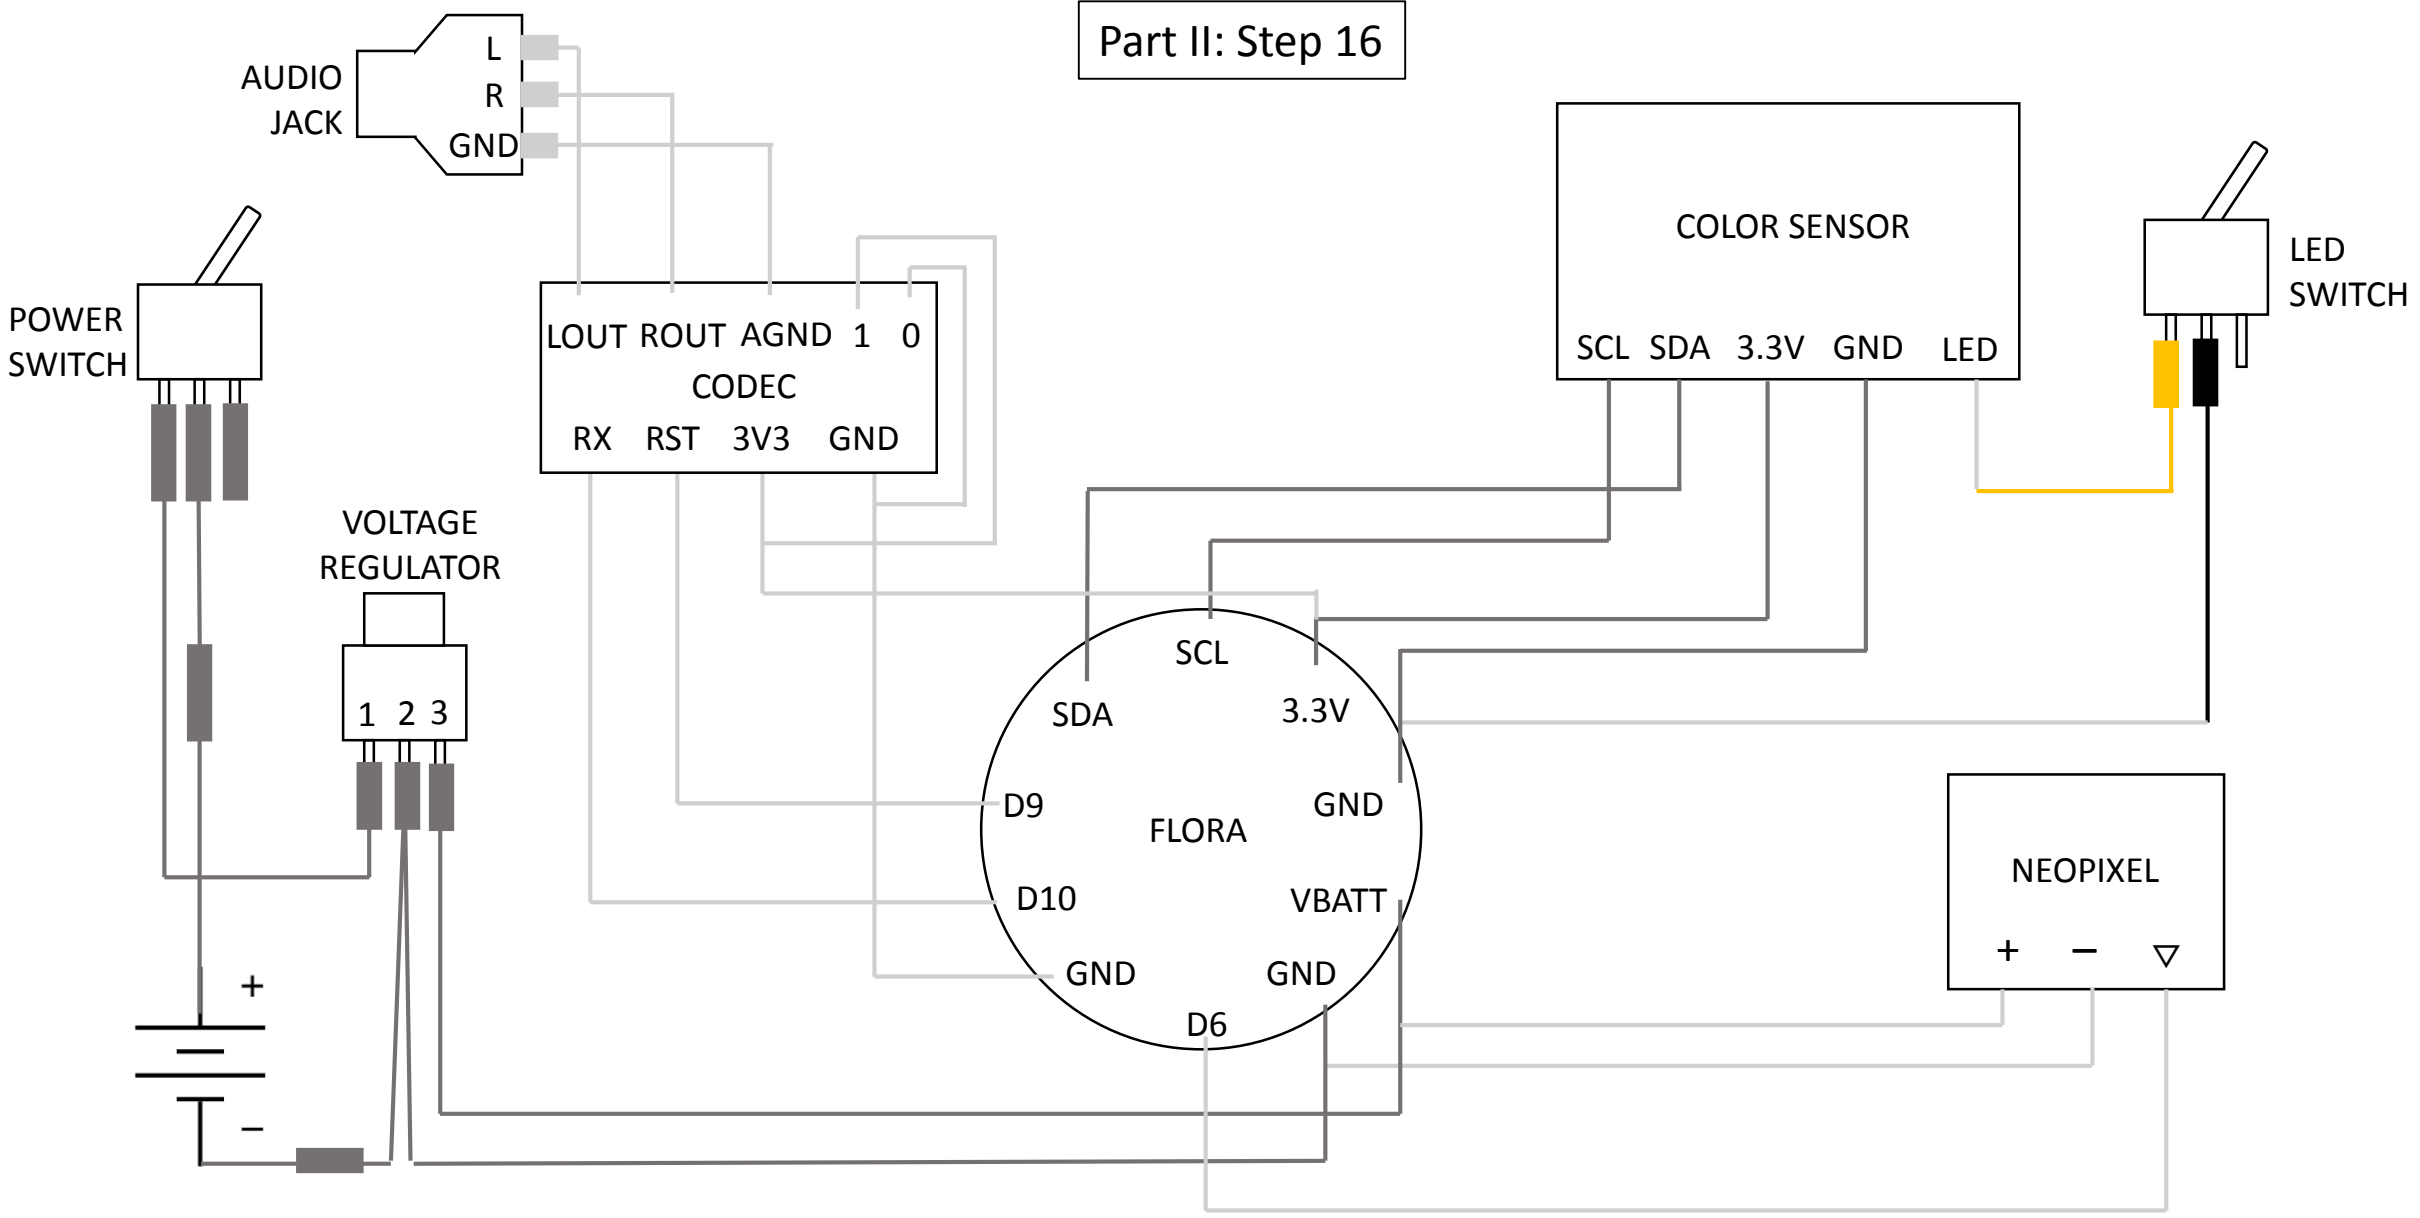 Part II: Step 16
L
AUDIO
R
JACK
GND
COLOR SENSOR
LED
SWITCH
POWER
SWITCH
LOUT ROUT AGND 1 0
SCL SDA 3.3V GND LED
CODEC
RX RST 3V3 GND
VOLTAGE
REGULATOR
1 2 3
SCL
SDA
3.3V
D9
GND
FLORA
NEOPIXEL
D10
VBATT
+ −
GND
GND
+
D6
−